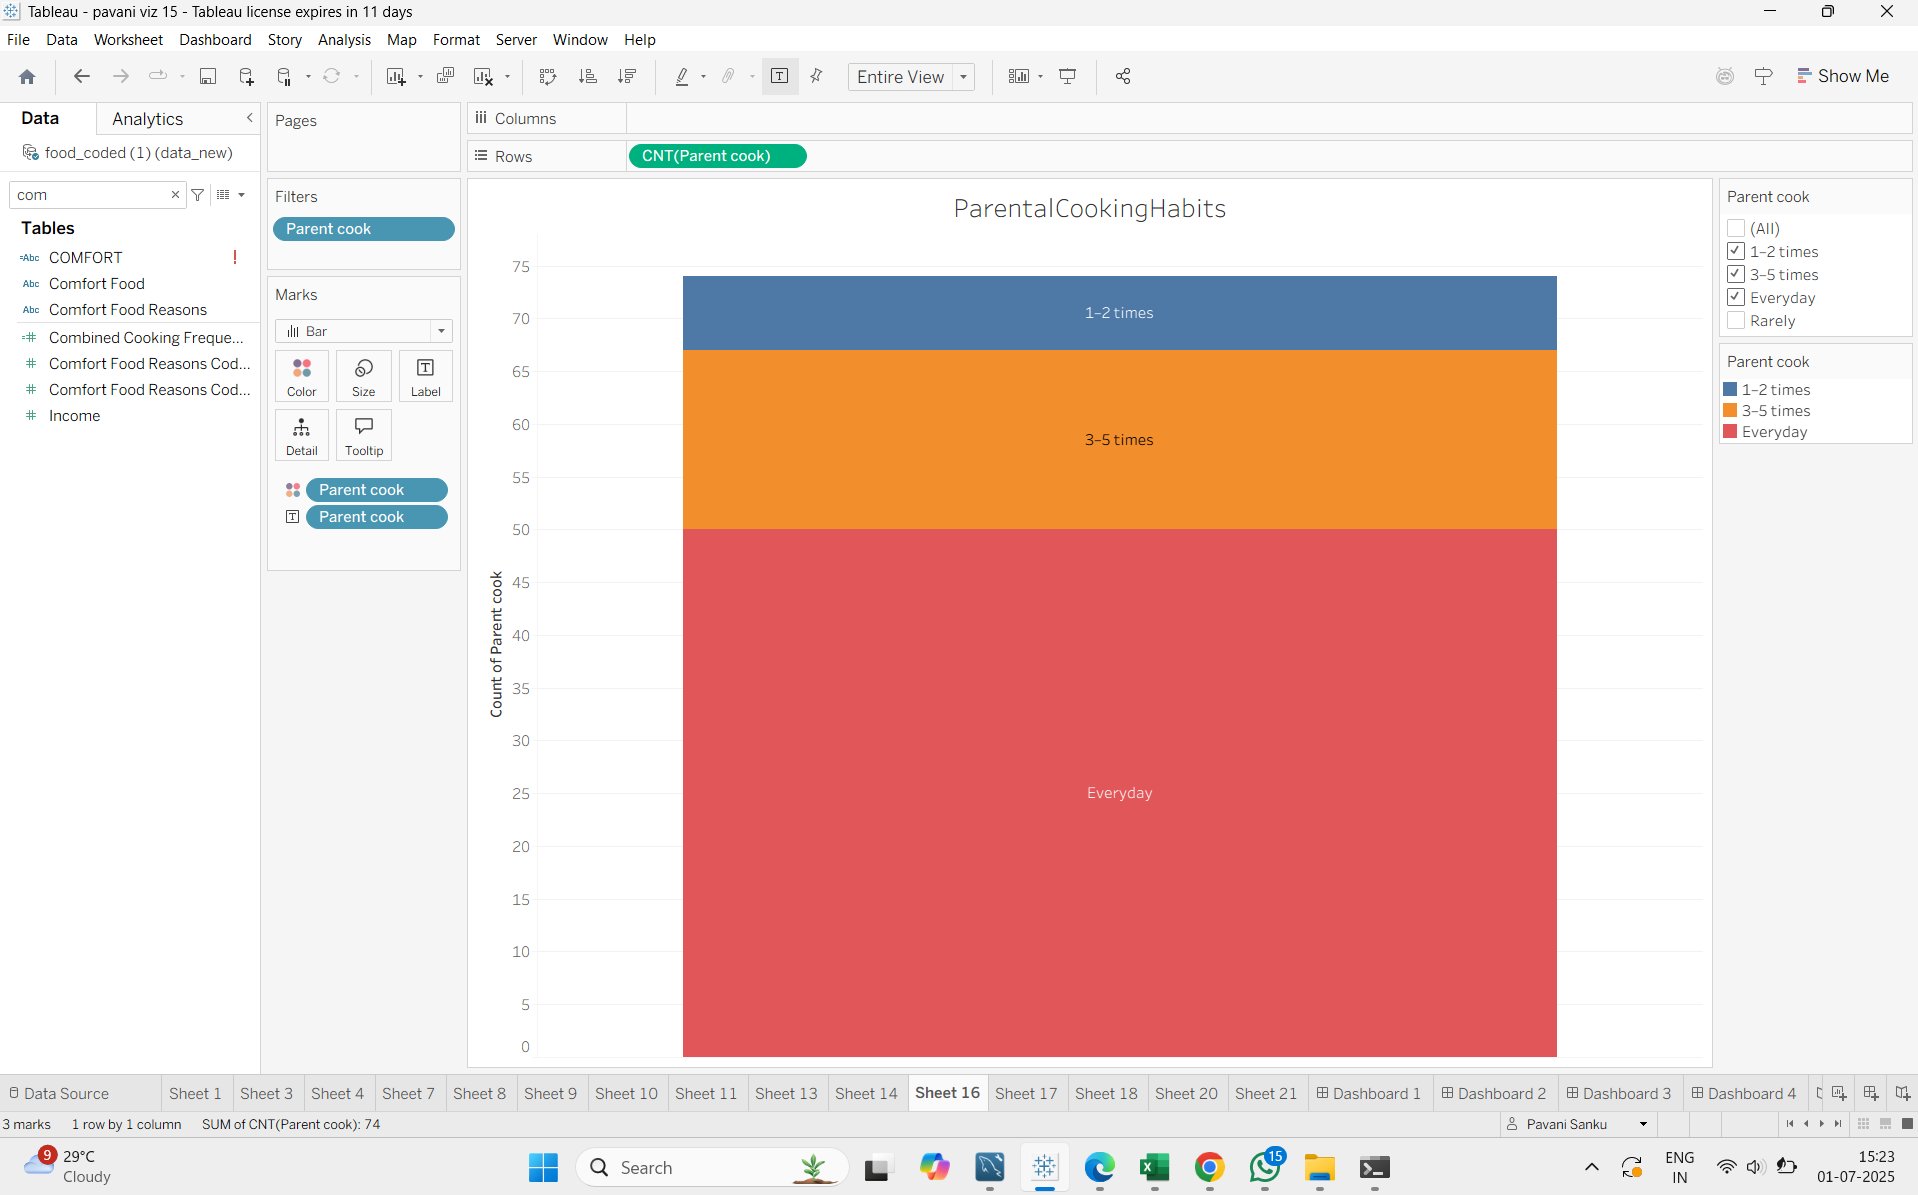 Tableau - pavani viz 15 - Tableau license expires in 11 days
File Data Worksheet Dashboard Story Analysis Map Format Server Window Help
Entire View
Show Me
Data Analytics
food_coded (1) (data_new)
com
Tables
Abc COMFORT !
Abc Comfort Food
Abc Comfort Food Reasons
Combined Cooking Freque...
Comfort Food Reasons Cod...
Comfort Food Reasons Cod...
Income
Pages
Filters
Parent cook
Marks
Bar
Color Size Label
Detail Tooltip
Parent cook
Parent cook
Columns
Rows CNT(Parent cook)
ParentalCookingHabits
Count of Parent cook
75
70
65
60
55
50
45
40
35
30
25
20
15
10
5
0
1–2 times
3–5 times
Everyday
Parent cook
(All)
1–2 times
3–5 times
Everyday
Rarely
Parent cook
1–2 times
3–5 times
Everyday
Data Source Sheet 1 Sheet 3 Sheet 4 Sheet 7 Sheet 8 Sheet 9 Sheet 10 Sheet 11 Sheet 13 Sheet 14 Sheet 16 Sheet 17 Sheet 18 Sheet 20 Sheet 21 Dashboard 1 Dashboard 2 Dashboard 3 Dashboard 4
3 marks 1 row by 1 column SUM of CNT(Parent cook): 74 Pavani Sanku
9 29°C
Cloudy
Search
15
ENG
IN
15:23
01-07-2025